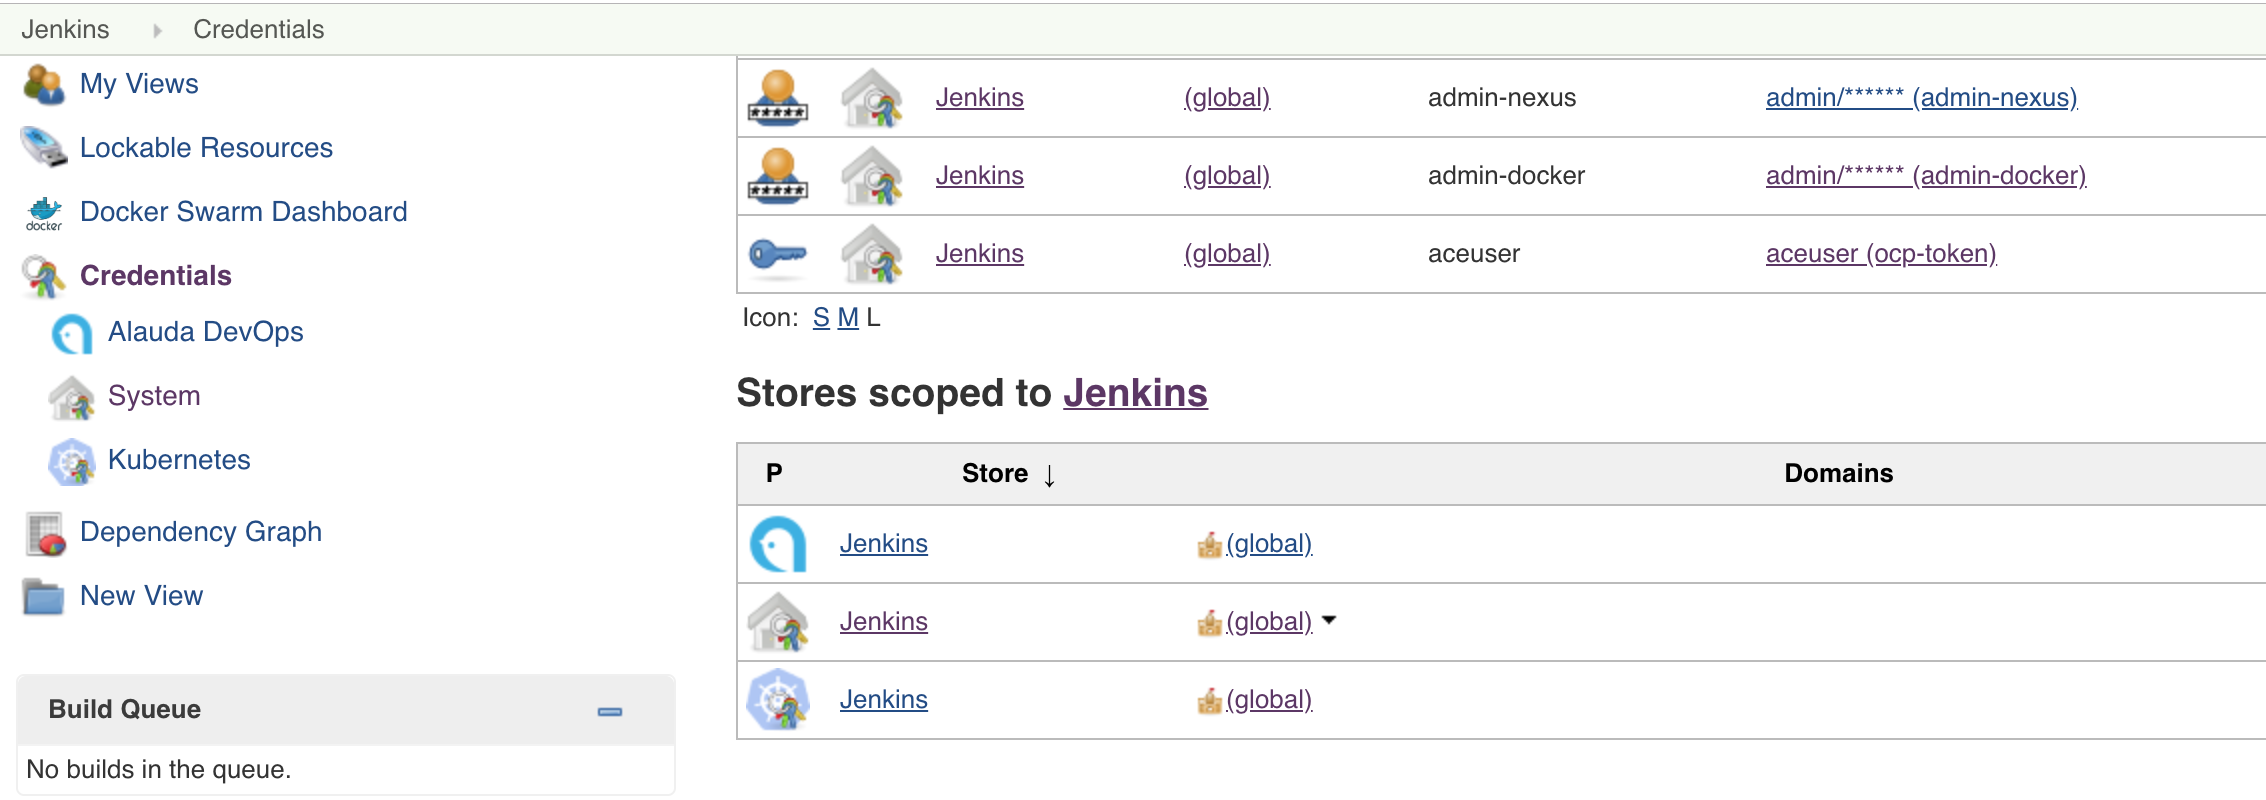 Jenkins Credentials
My Views
Lockable Resources
docker Docker Swarm Dashboard
Credentials
Alauda DevOps
System
Kubernetes
Dependency Graph
New View
Build Queue
No builds in the queue.
***** Jenkins (global) admin-nexus admin/****** (admin-nexus)
***** Jenkins (global) admin-docker admin/****** (admin-docker)
Jenkins (global) aceuser aceuser (ocp-token)
Icon: S M L
Stores scoped to Jenkins
P Store ↓ Domains
Jenkins (global)
Jenkins (global)
Jenkins (global)